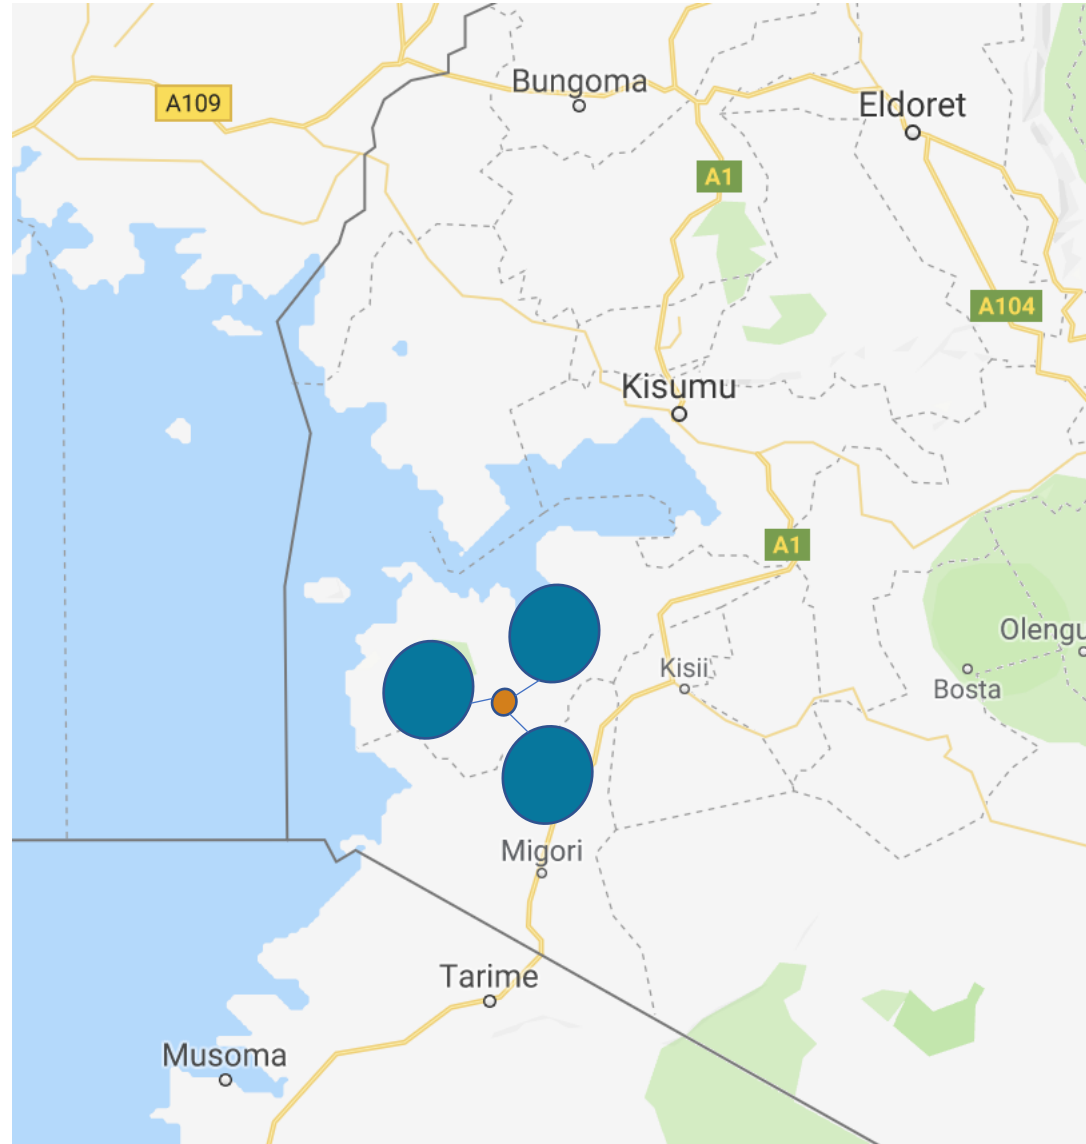 Bungoma
A109
Eldoret
A1
A104
Kisumu
A1
Olengu
Kisii
Bosta
Migori
Tarime
Musoma